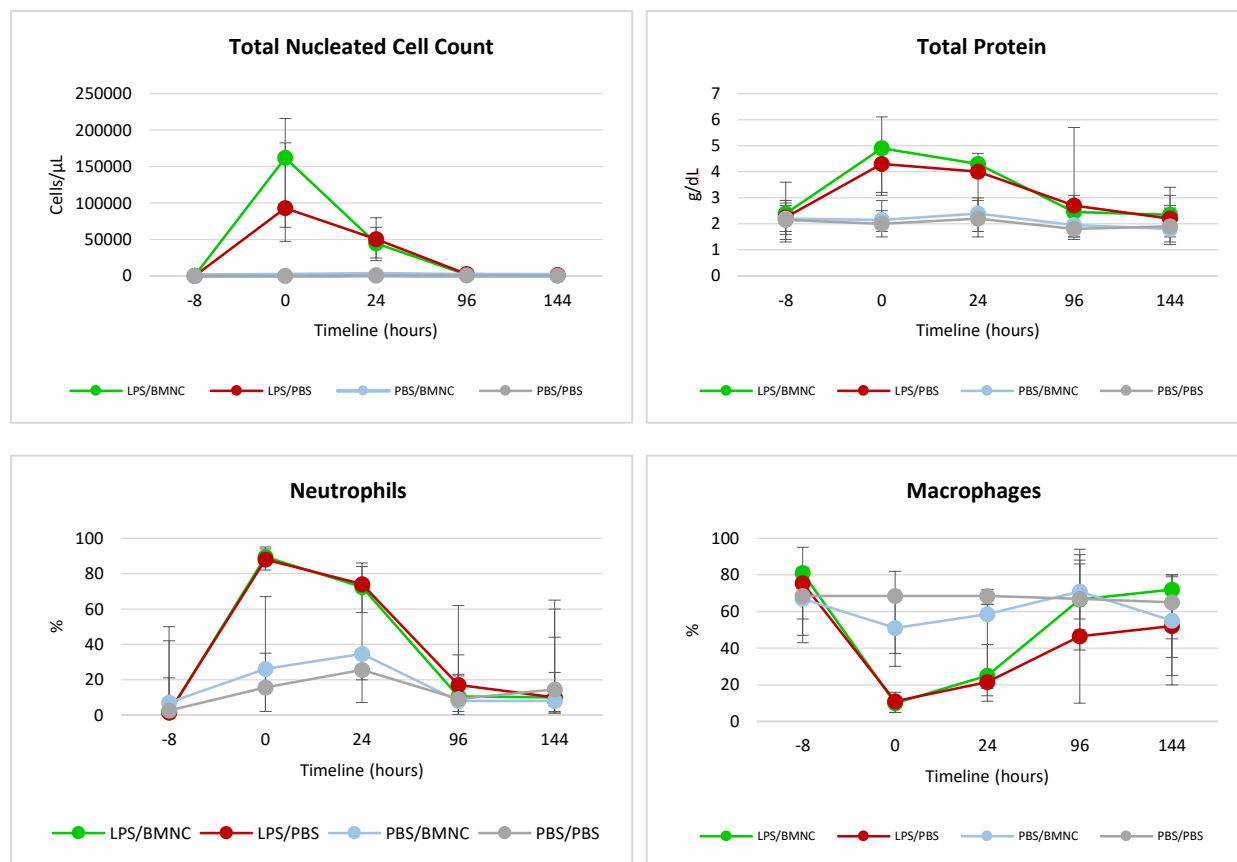 Total Nucleated Cell Count
250000
200000
150000
100000
50000
0
Cells/µL
-8 0 24 96 144
Timeline (hours)
LPS/BMNC LPS/PBS PBS/BMNC PBS/PBS
Total Protein
7
6
5
4
3
2
1
0
g/dL
-8 0 24 96 144
Timeline (hours)
LPS/BMNC LPS/PBS PBS/BMNC PBS/PBS
Neutrophils
100
80
60
40
20
0
%
-8 0 24 96 144
Timeline (hours)
LPS/BMNC LPS/PBS PBS/BMNC PBS/PBS
Macrophages
100
80
60
40
20
0
%
-8 0 24 96 144
Timeline (hours)
LPS/BMNC LPS/PBS PBS/BMNC PBS/PBS